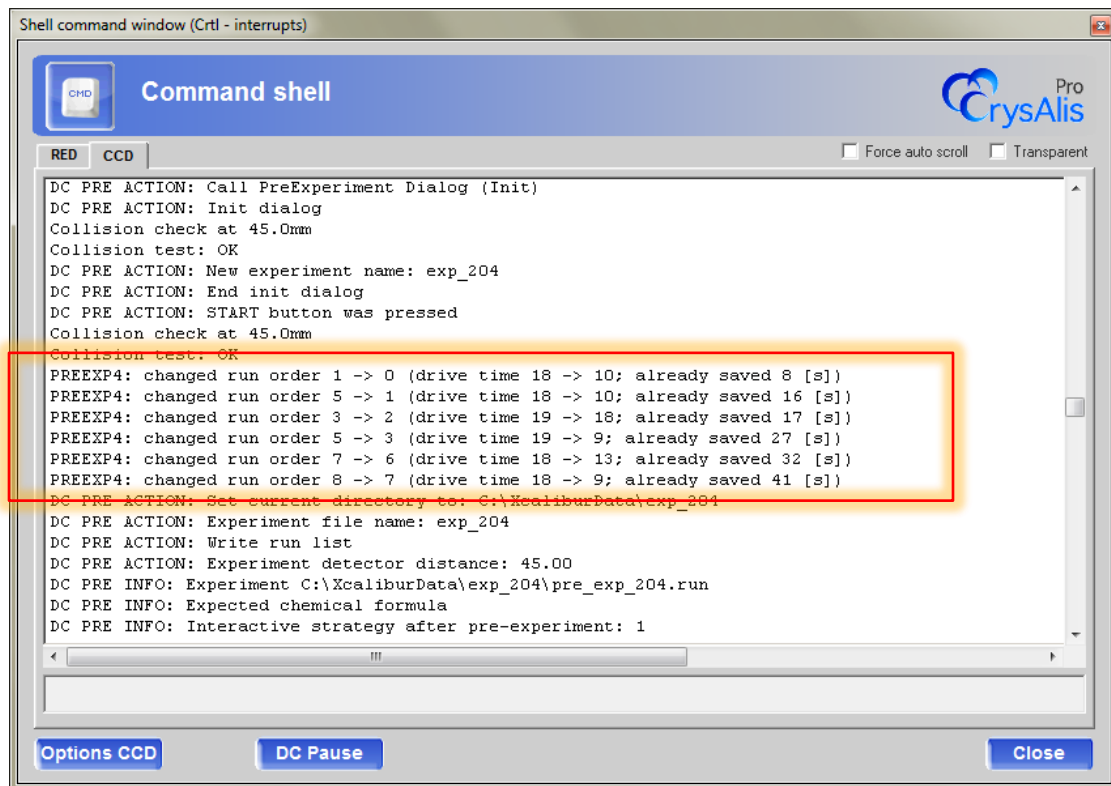 Shell command window (Crtl - interrupts)
CMD
Command shell
CrysAlis Pro
RED
CCD
Force auto scroll
Transparent
DC PRE ACTION: Call PreExperiment Dialog (Init)
DC PRE ACTION: Init dialog
Collision check at 45.0mm
Collision test: OK
DC PRE ACTION: New experiment name: exp_204
DC PRE ACTION: End init dialog
DC PRE ACTION: START button was pressed
Collision check at 45.0mm
Collision test: OK
PREEXP4: changed run order 1 -> 0 (drive time 18 -> 10; already saved 8 [s])
PREEXP4: changed run order 5 -> 1 (drive time 18 -> 10; already saved 16 [s])
PREEXP4: changed run order 3 -> 2 (drive time 19 -> 18; already saved 17 [s])
PREEXP4: changed run order 5 -> 3 (drive time 19 -> 9; already saved 27 [s])
PREEXP4: changed run order 7 -> 6 (drive time 18 -> 13; already saved 32 [s])
PREEXP4: changed run order 8 -> 7 (drive time 18 -> 9; already saved 41 [s])
DC PRE ACTION: Set current directory to: C:\XcaliburData\exp_204
DC PRE ACTION: Experiment file name: exp_204
DC PRE ACTION: Write run list
DC PRE ACTION: Experiment detector distance: 45.00
DC PRE INFO: Experiment C:\XcaliburData\exp_204\pre_exp_204.run
DC PRE INFO: Expected chemical formula
DC PRE INFO: Interactive strategy after pre-experiment: 1
Options CCD
DC Pause
Close